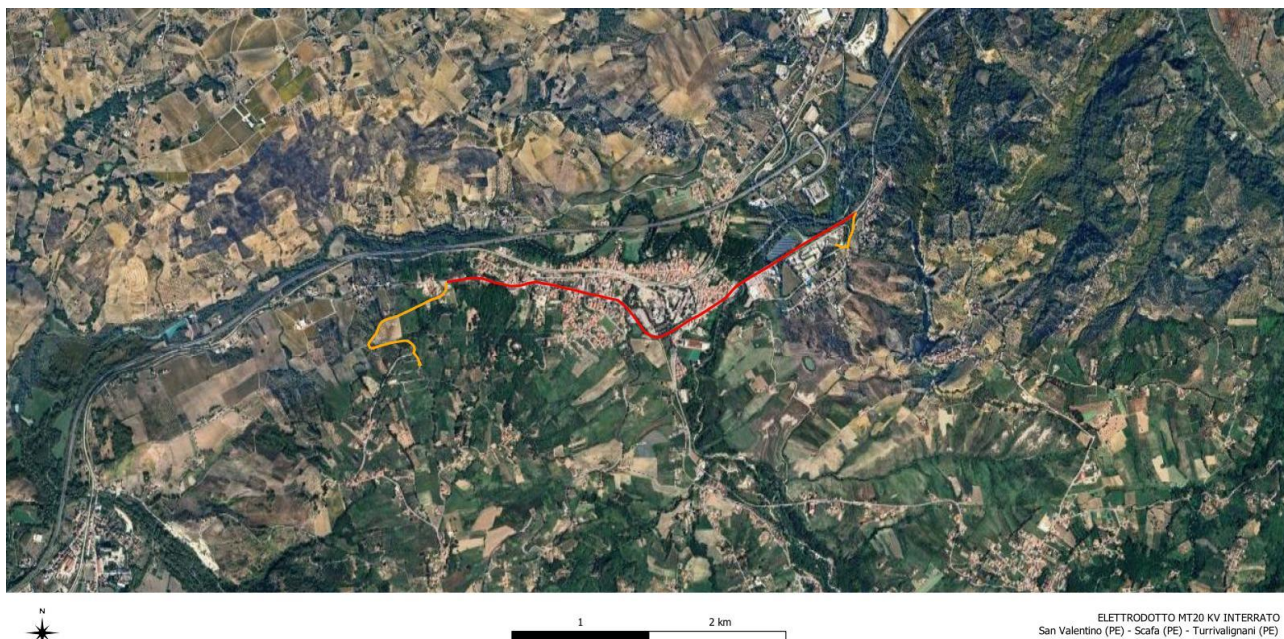 N
1
2 km
ELETTRODOTTO MT20 KV INTERRATO
San Valentino (PE) - Scafa (PE) - Turrivalignani (PE)